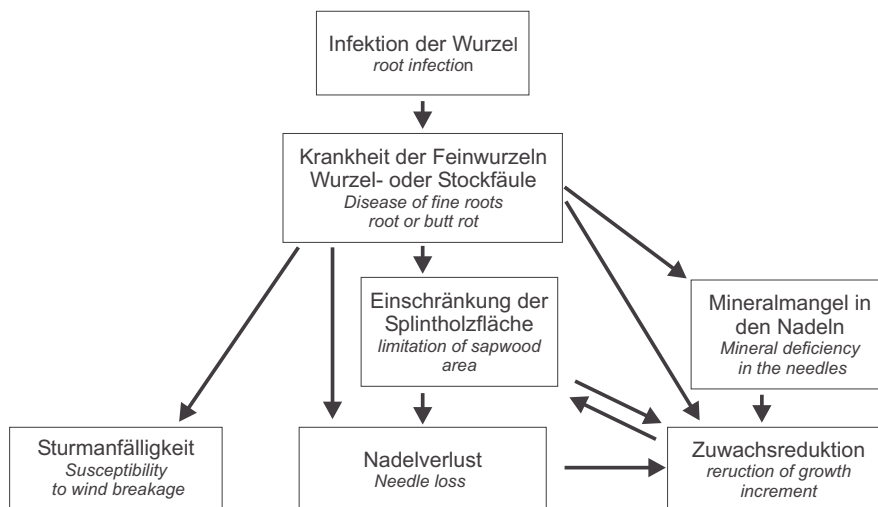 Infektion der Wurzel
root infection
Krankheit der Feinwurzeln
Wurzel- oder Stockfäule
Disease of fine roots
root or butt rot
Einschränkung der
Splintholzfläche
limitation of sapwood
area
Mineralmangel in
den Nadeln
Mineral deficiency
in the needles
Sturmanfälligkeit
Susceptibility
to wind breakage
Nadelverlust
Needle loss
Zuwachsreduktion
reruction of growth
increment